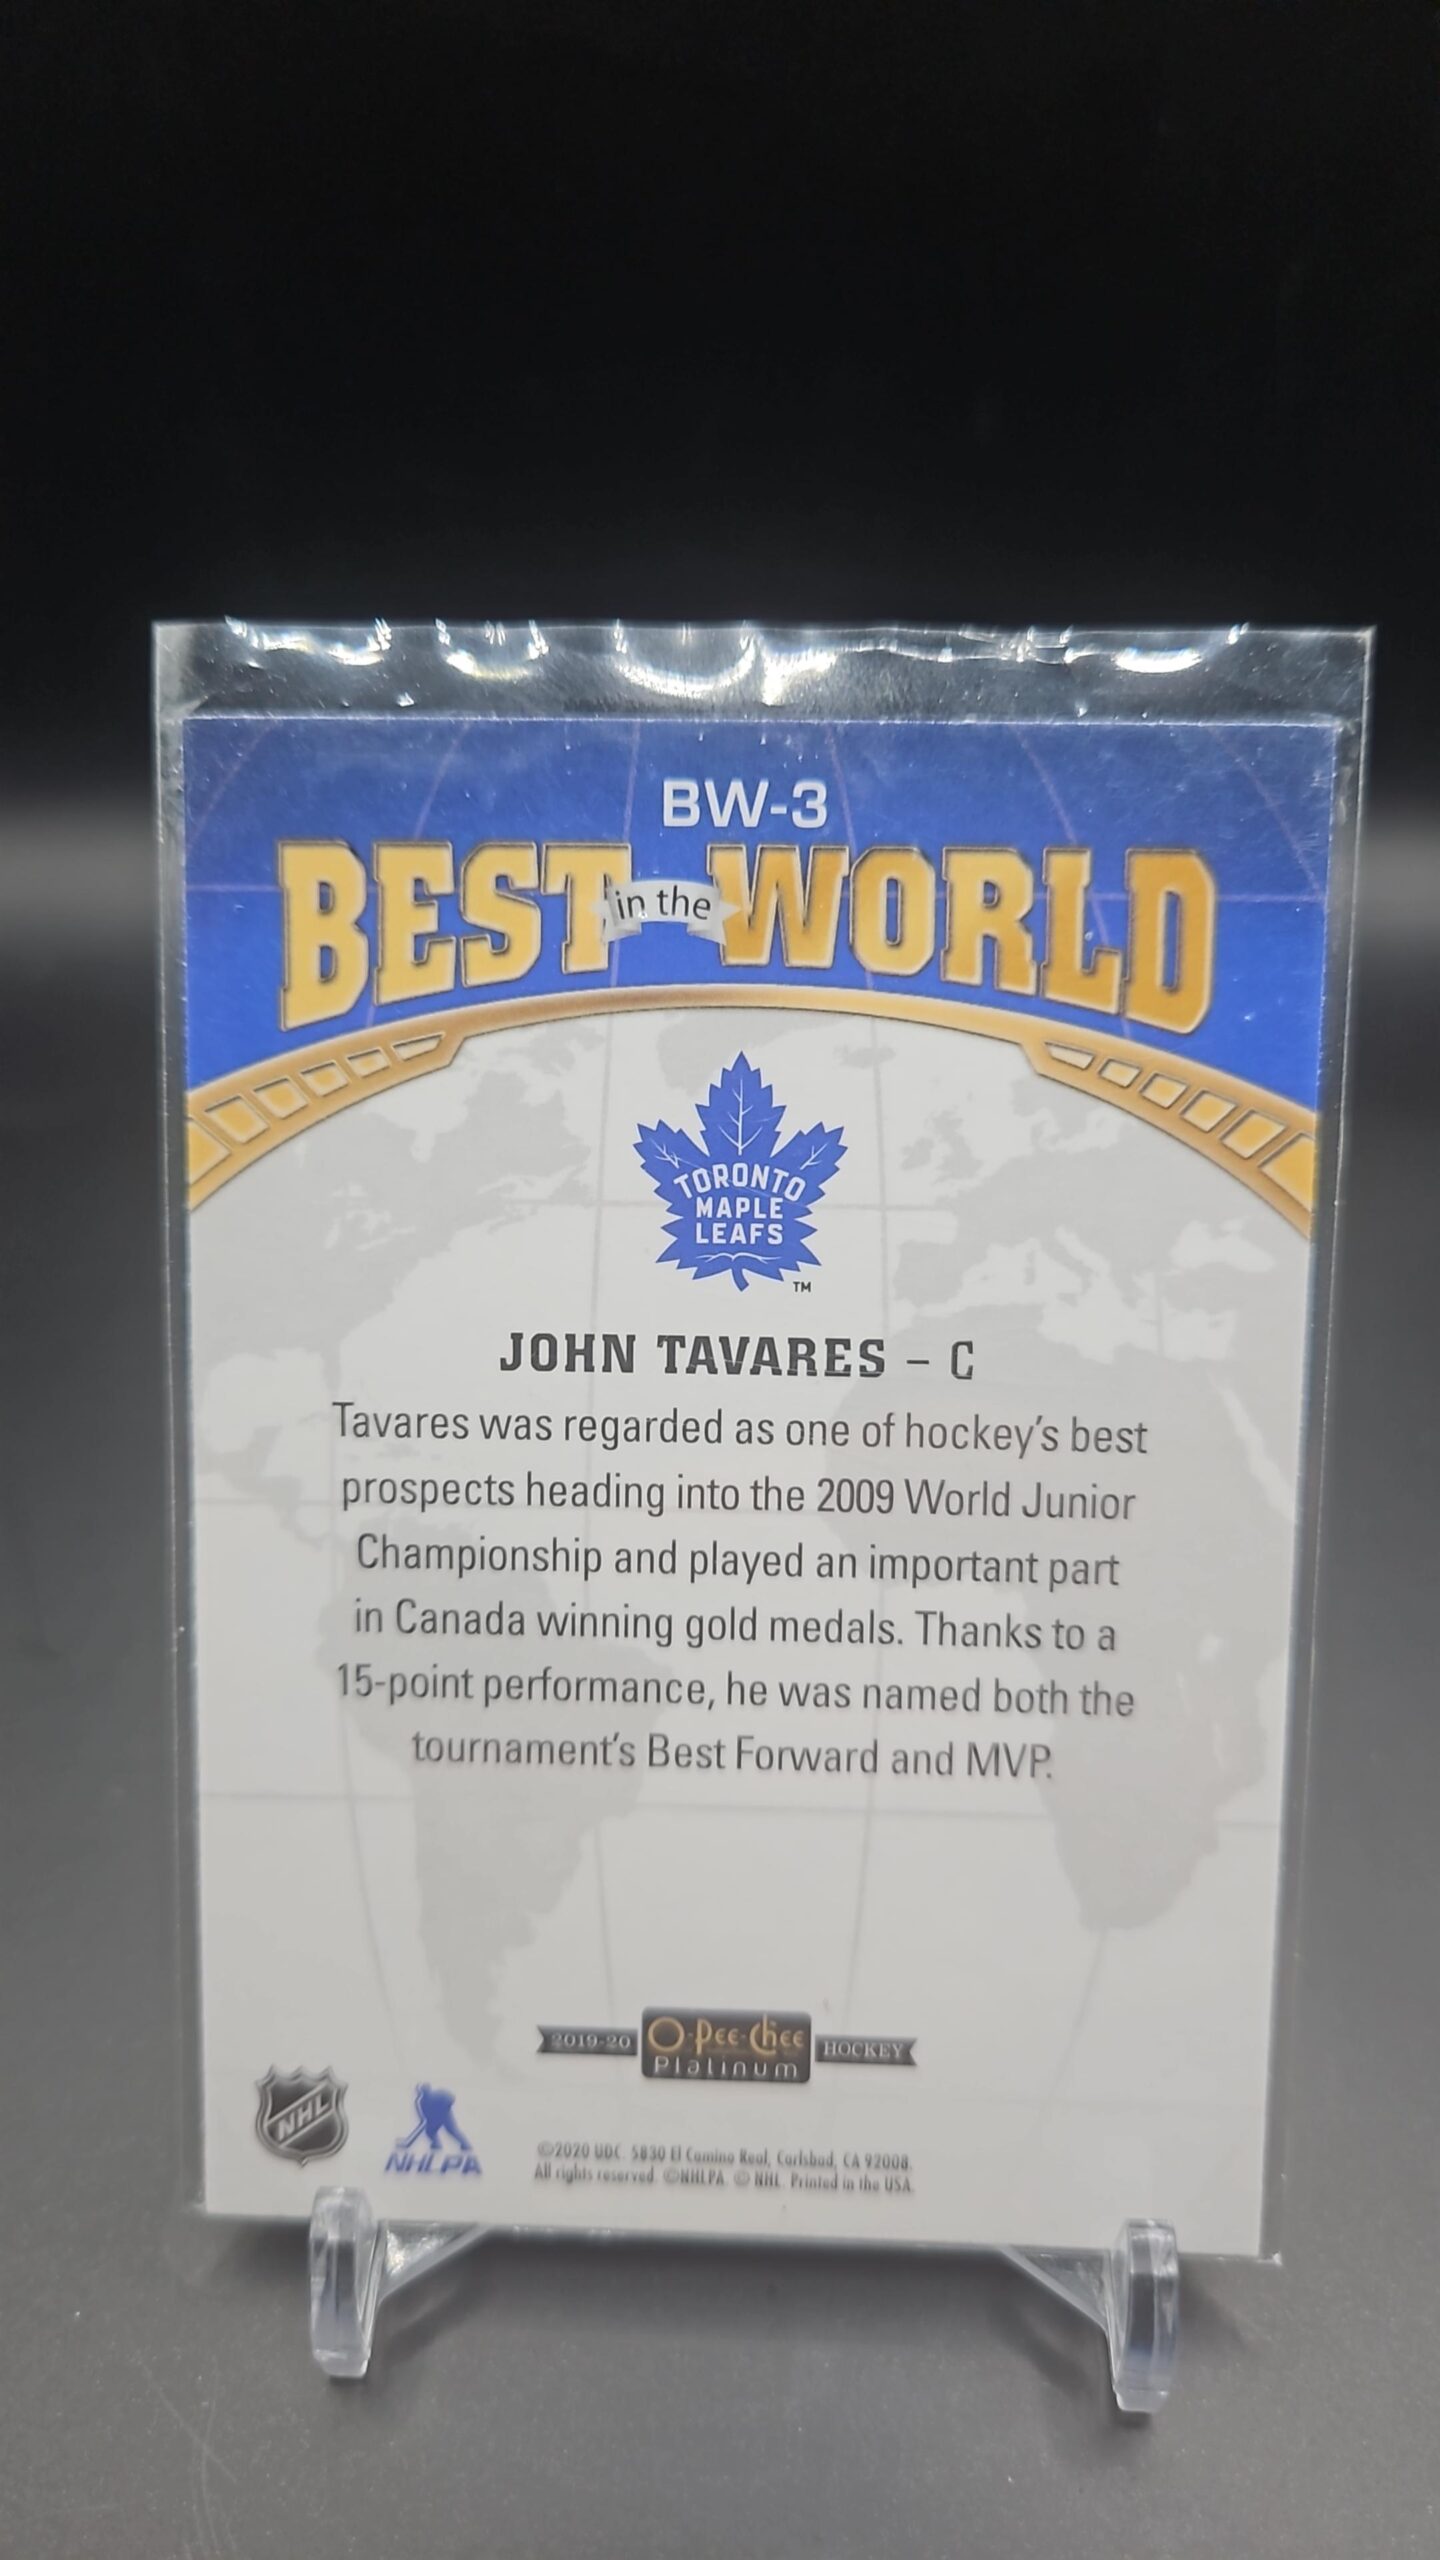 BW-3
BEST in the WORLD
TORONTO
MAPLE
LEAFS
TM
JOHN TAVARES – C
Tavares was regarded as one of hockey's best
prospects heading into the 2009 World Junior
Championship and played an important part
in Canada winning gold medals. Thanks to a
15-point performance, he was named both the
tournament's Best Forward and MVP.
2019-20 O-Pee-Chee HOCKEY
Platinum
NHL
NHLPA
©2020 UDC. 5830 El Camino Real, Carlsbad, CA 92008.
All rights reserved. ©NHLPA. © NHL. Printed in the USA.